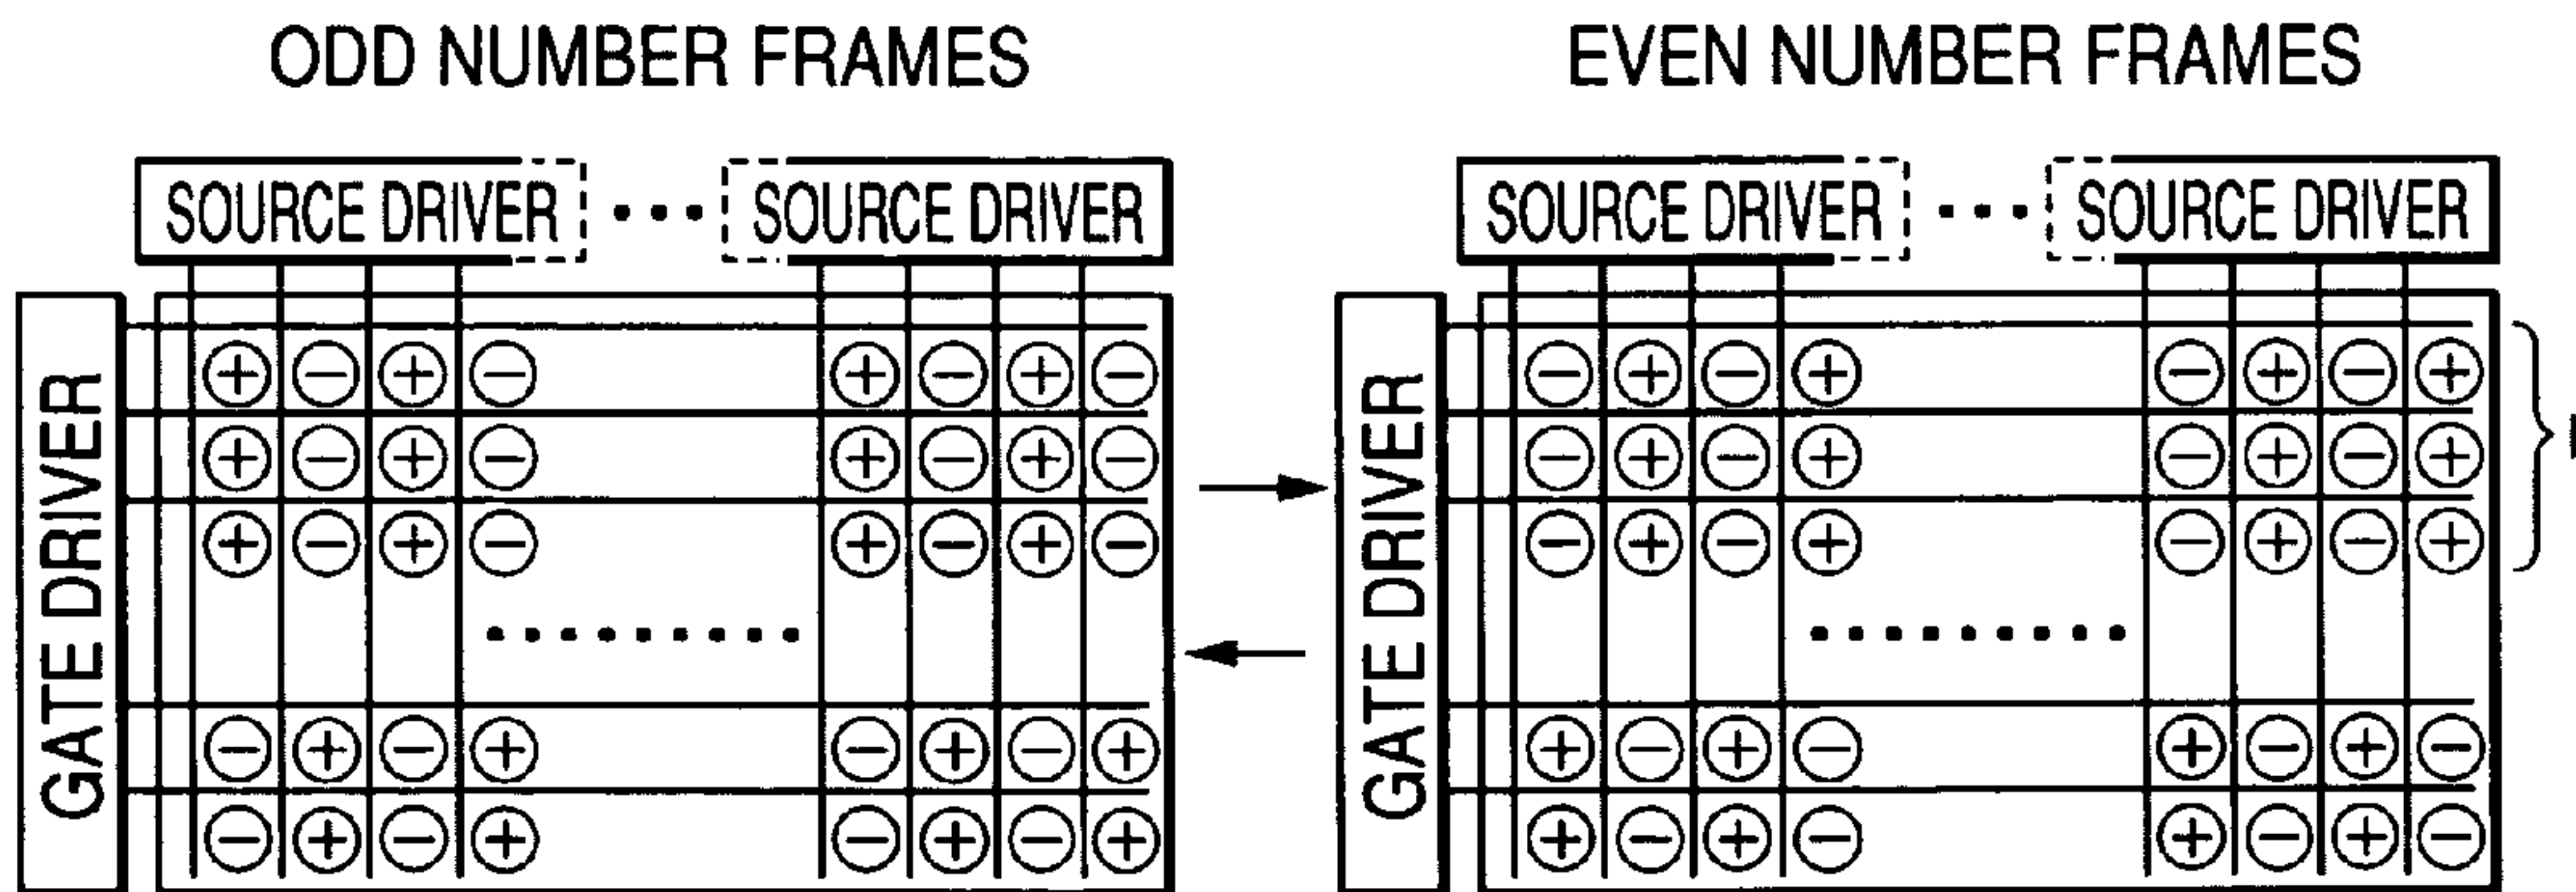 ODD NUMBER FRAMES
EVEN NUMBER FRAMES
SOURCE DRIVER ··· SOURCE DRIVER
SOURCE DRIVER ··· SOURCE DRIVER
GATE DRIVER
GATE DRIVER
+ − + − + − + −
+ − + − + − + −
+ − + − + − + −
− + − + − + − +
− + − + − + − +
− + − + − + − +
− + − + − + − +
− + − + − + − +
+ − + − + − + −
+ − + − + − + −